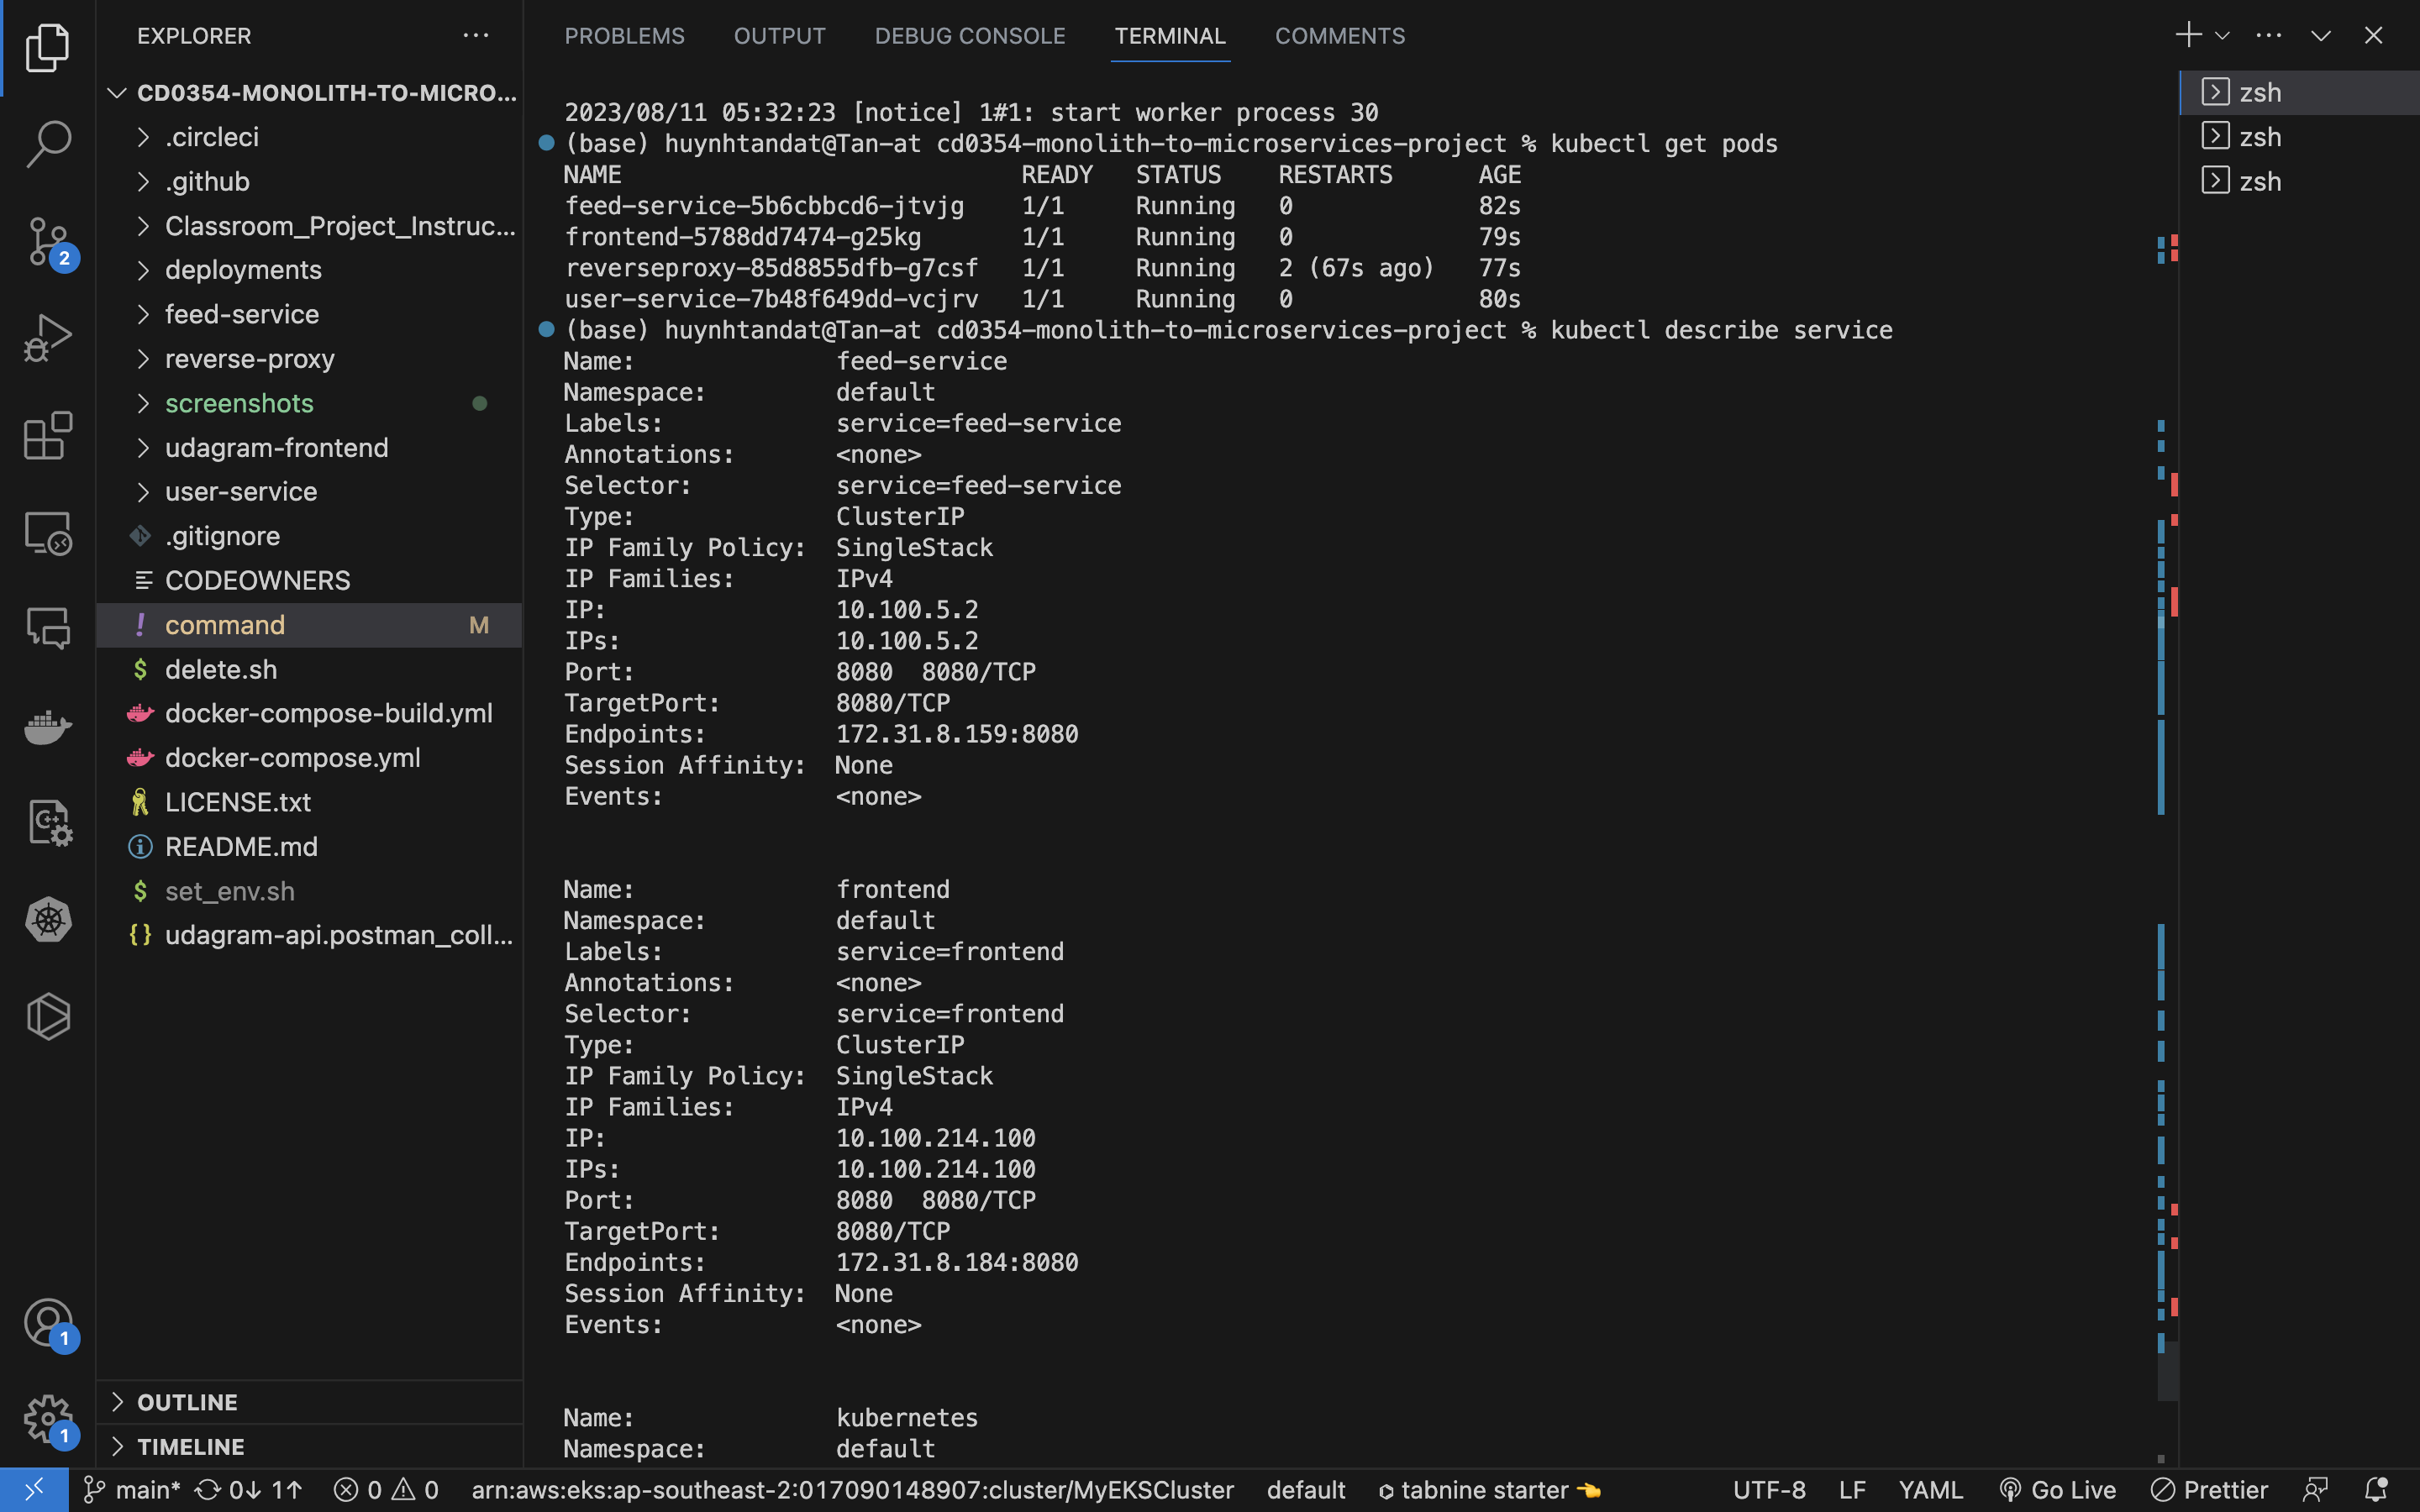 EXPLORER
CD0354-MONOLITH-TO-MICRO...
.circleci
.github
Classroom_Project_Instruc...
deployments
feed-service
reverse-proxy
screenshots
udagram-frontend
user-service
.gitignore
CODEOWNERS
! command M
$ delete.sh
docker-compose-build.yml
docker-compose.yml
LICENSE.txt
README.md
$ set_env.sh
{} udagram-api.postman_coll...
OUTLINE
TIMELINE
2
1
1
PROBLEMS OUTPUT DEBUG CONSOLE TERMINAL COMMENTS
2023/08/11 05:32:23 [notice] 1#1: start worker process 30
(base) huynhtandat@Tan-at cd0354-monolith-to-microservices-project % kubectl get pods
NAME READY STATUS RESTARTS AGE
feed-service-5b6cbbcd6-jtvjg 1/1 Running 0 82s
frontend-5788dd7474-g25kg 1/1 Running 0 79s
reverseproxy-85d8855dfb-g7csf 1/1 Running 2 (67s ago) 77s
user-service-7b48f649dd-vcjrv 1/1 Running 0 80s
(base) huynhtandat@Tan-at cd0354-monolith-to-microservices-project % kubectl describe service
Name: feed-service
Namespace: default
Labels: service=feed-service
Annotations: <none>
Selector: service=feed-service
Type: ClusterIP
IP Family Policy: SingleStack
IP Families: IPv4
IP: 10.100.5.2
IPs: 10.100.5.2
Port: 8080 8080/TCP
TargetPort: 8080/TCP
Endpoints: 172.31.8.159:8080
Session Affinity: None
Events: <none>
Name: frontend
Namespace: default
Labels: service=frontend
Annotations: <none>
Selector: service=frontend
Type: ClusterIP
IP Family Policy: SingleStack
IP Families: IPv4
IP: 10.100.214.100
IPs: 10.100.214.100
Port: 8080 8080/TCP
TargetPort: 8080/TCP
Endpoints: 172.31.8.184:8080
Session Affinity: None
Events: <none>
Name: kubernetes
Namespace: default
zsh
zsh
zsh
main* 0↓ 1↑ 0 0 arn:aws:eks:ap-southeast-2:017090148907:cluster/MyEKSCluster default tabnine starter UTF-8 LF YAML Go Live Prettier